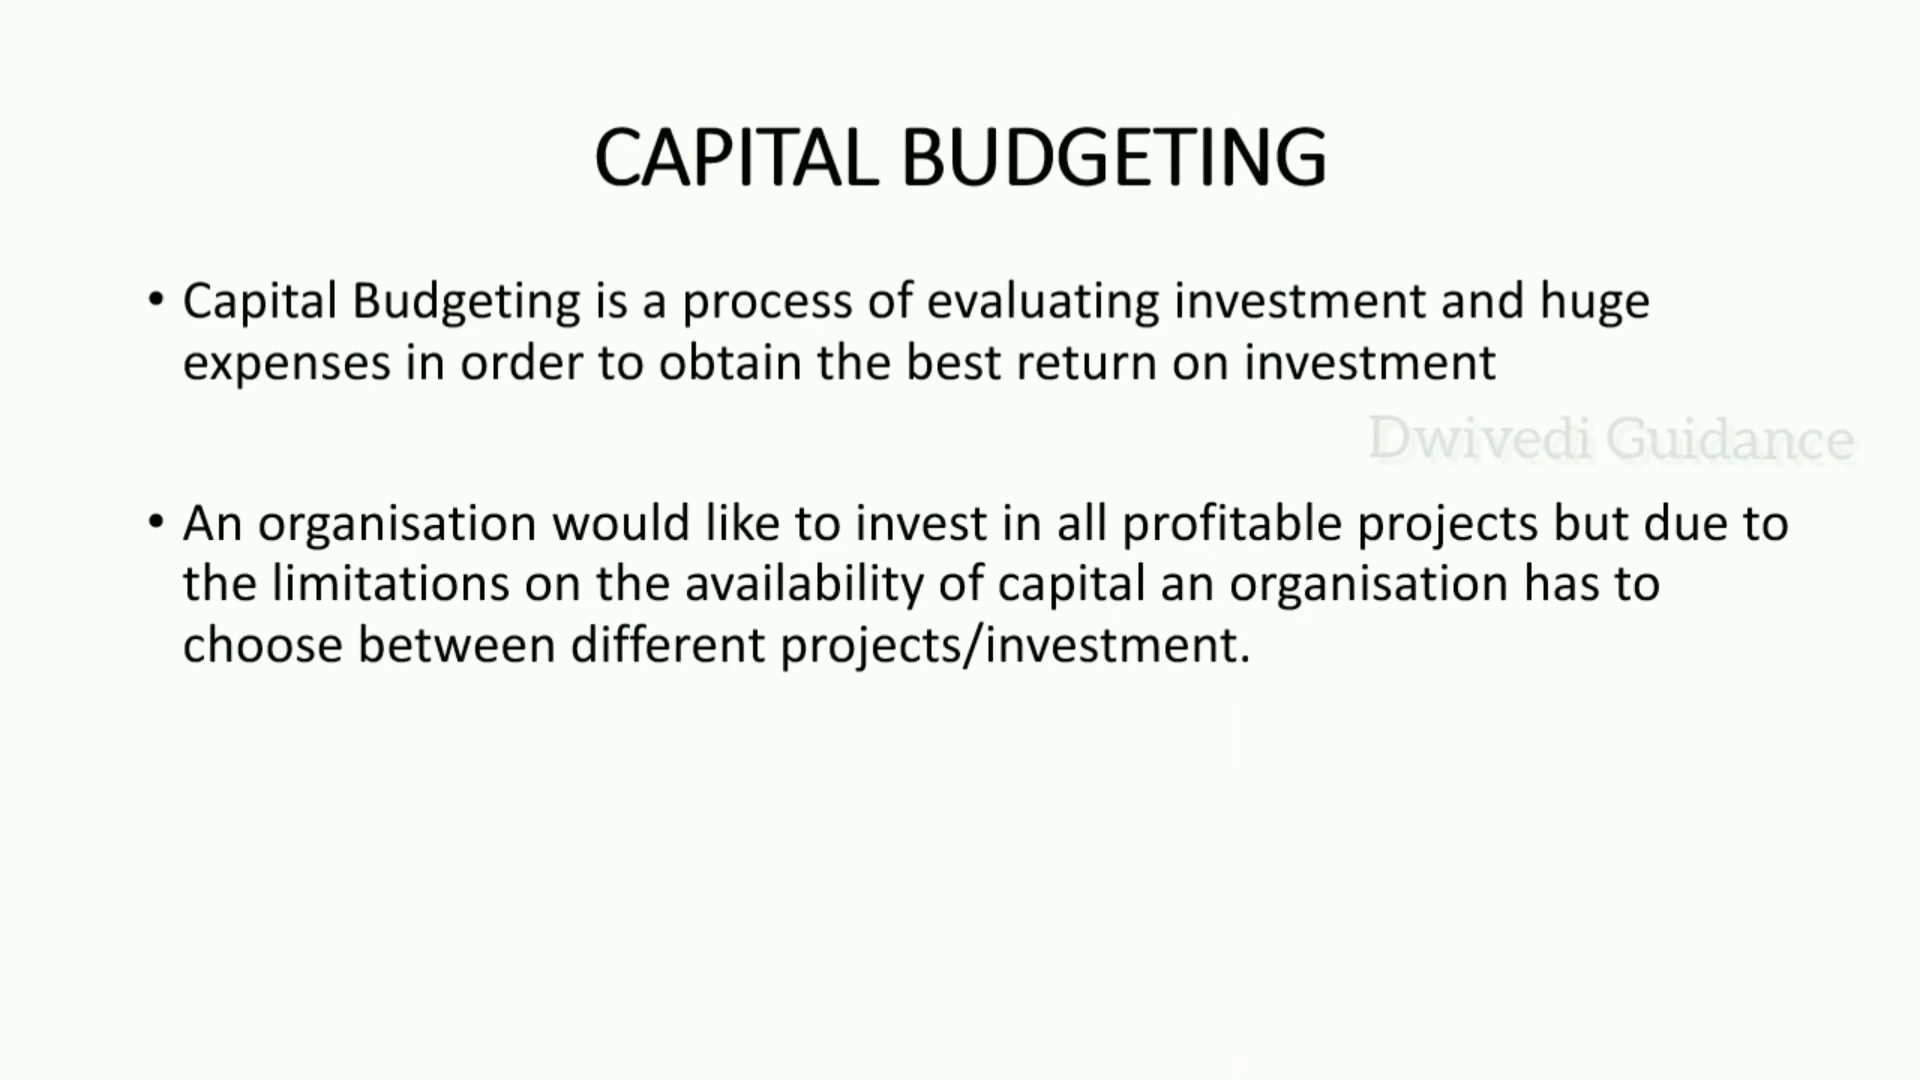 CAPITAL BUDGETING
• Capital Budgeting is a process of evaluating investment and huge
expenses in order to obtain the best return on investment
Dwivedi Guidance
• An organisation would like to invest in all profitable projects but due to
the limitations on the availability of capital an organisation has to
choose between different projects/investment.